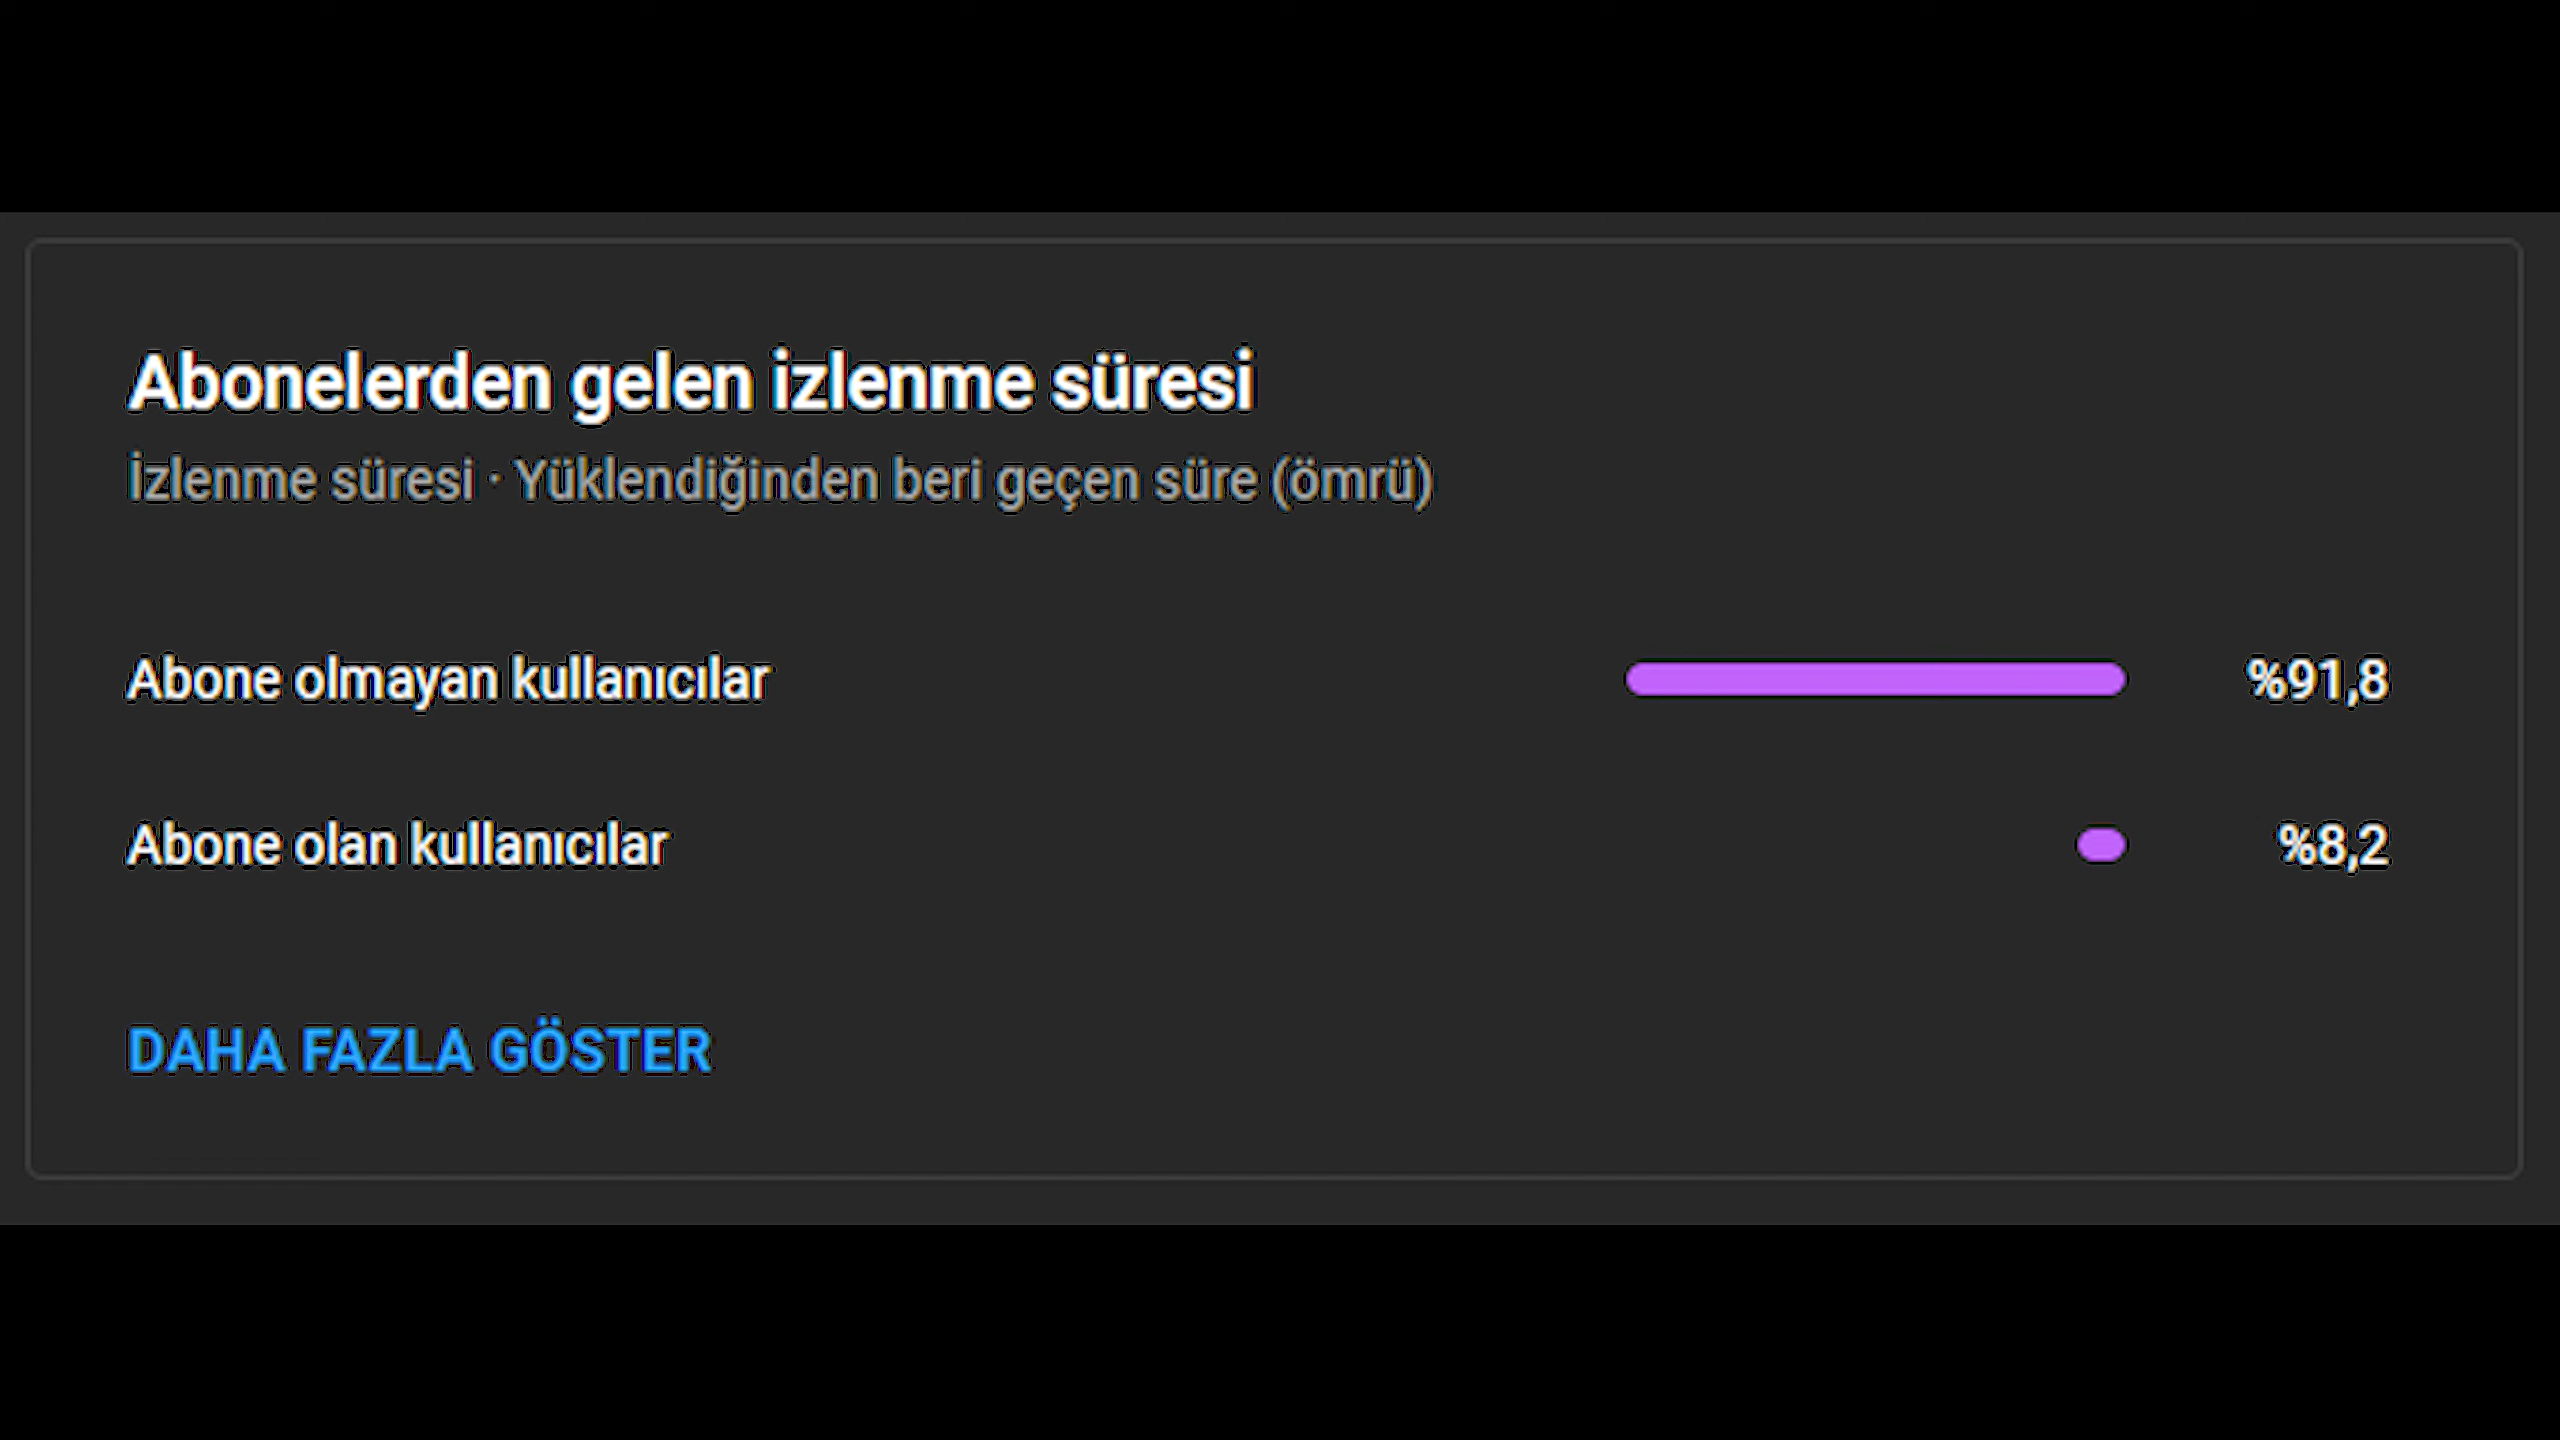 Abonelerden gelen izlenme süresi
İzlenme süresi · Yüklendiğinden beri geçen süre (ömrü)
Abone olmayan kullanıcılar %91,8
Abone olan kullanıcılar %8,2
DAHA FAZLA GÖSTER